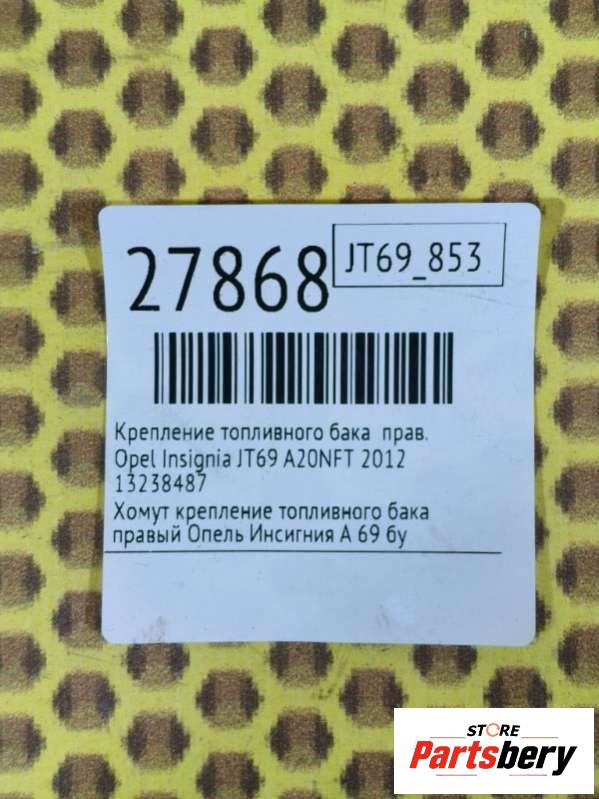 27868
JT69_853
Крепление топливного бака прав.
Opel Insignia JT69 A20NFT 2012
13238487
Хомут крепление топливного бака
правый Опель Инсигния А 69 бу
STORE
Partsbery